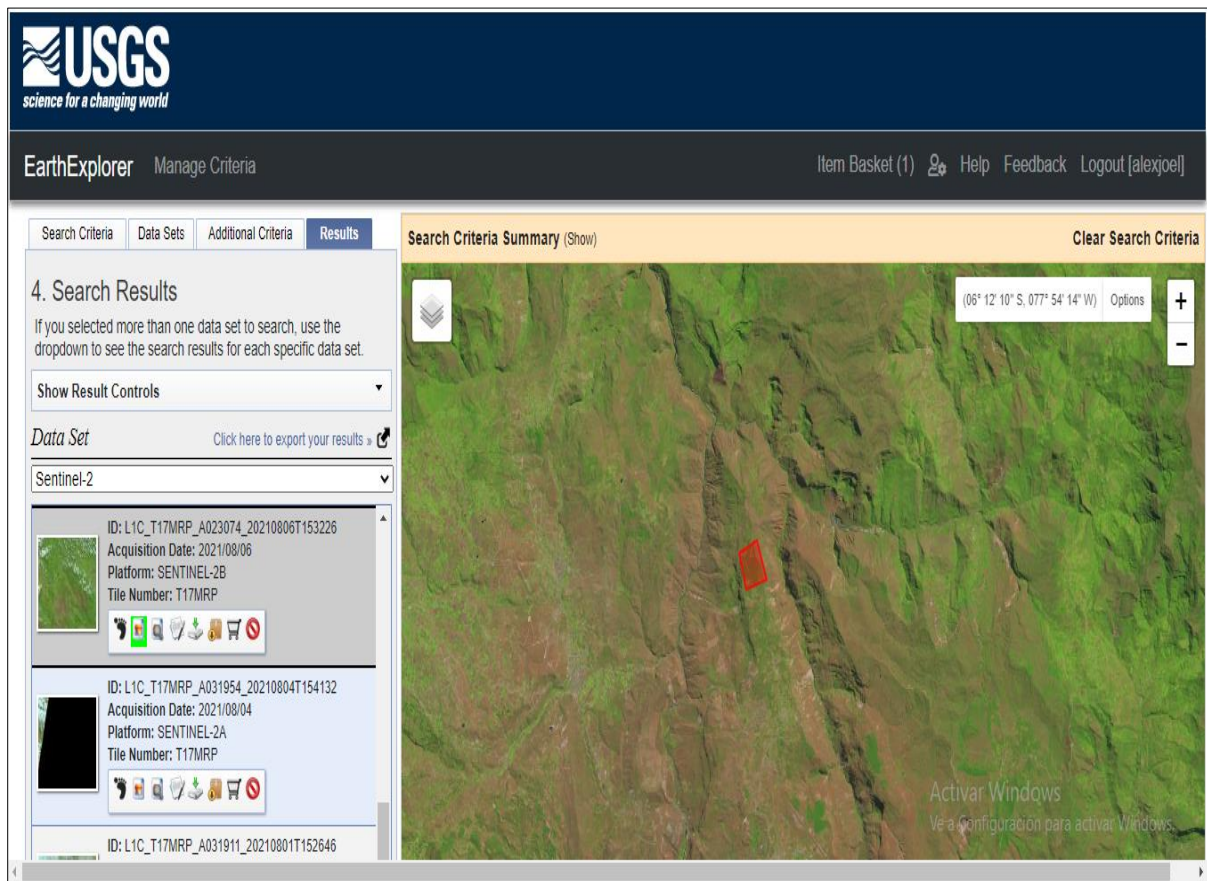 USGS
science for a changing world
EarthExplorer Manage Criteria Item Basket (1) Help Feedback Logout [alexjoel]
Search Criteria Data Sets Additional Criteria Results
4. Search Results
If you selected more than one data set to search, use the
dropdown to see the search results for each specific data set.
Show Result Controls
Data Set Click here to export your results »
Sentinel-2
ID: L1C_T17MRP_A023074_20210806T153226
Acquisition Date: 2021/08/06
Platform: SENTINEL-2B
Tile Number: T17MRP
ID: L1C_T17MRP_A031954_20210804T154132
Acquisition Date: 2021/08/04
Platform: SENTINEL-2A
Tile Number: T17MRP
ID: L1C_T17MRP_A031911_20210801T152646
Search Criteria Summary (Show) Clear Search Criteria
(06° 12' 10" S, 077° 54' 14" W) Options +
−
Activar Windows
Ve a Configuración para activar Windows.